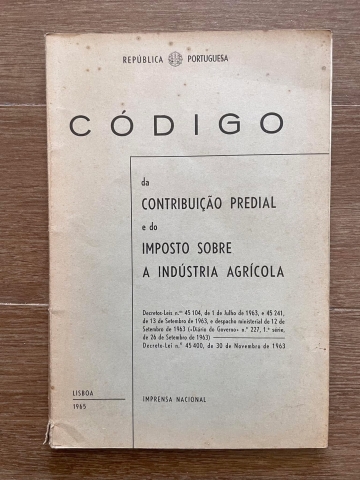 REPÚBLICA PORTUGUESA
CÓDIGO
da
CONTRIBUIÇÃO PREDIAL
e do
IMPOSTO SOBRE
A INDÚSTRIA AGRÍCOLA
Decretos-Leis n.ᵒˢ 45 104, de 1 de Julho de 1963, e 45 241,
de 13 de Setembro de 1963, e despacho ministerial de 12 de
Setembro de 1963 («Diário do Governo» n.º 227, 1.ª série,
de 26 de Setembro de 1963)
Decreto-Lei n.º 45 400, de 30 de Novembro de 1963
LISBOA
1965
IMPRENSA NACIONAL